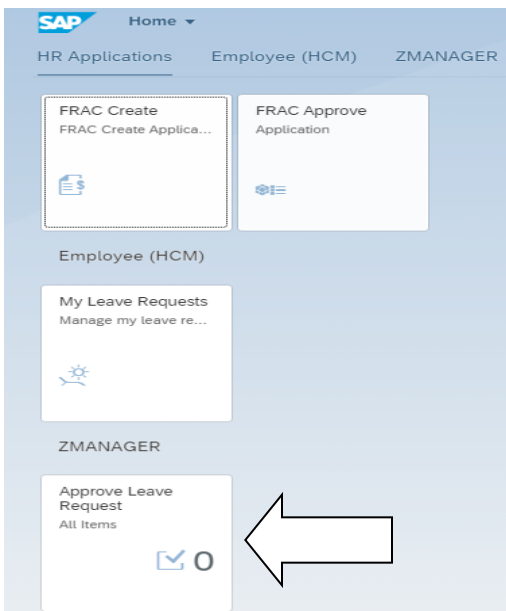 SAP Home
HR Applications Employee (HCM) ZMANAGER
FRAC Create
FRAC Create Applica...
FRAC Approve
Application
Employee (HCM)
My Leave Requests
Manage my leave re...
ZMANAGER
Approve Leave
Request
All Items
0